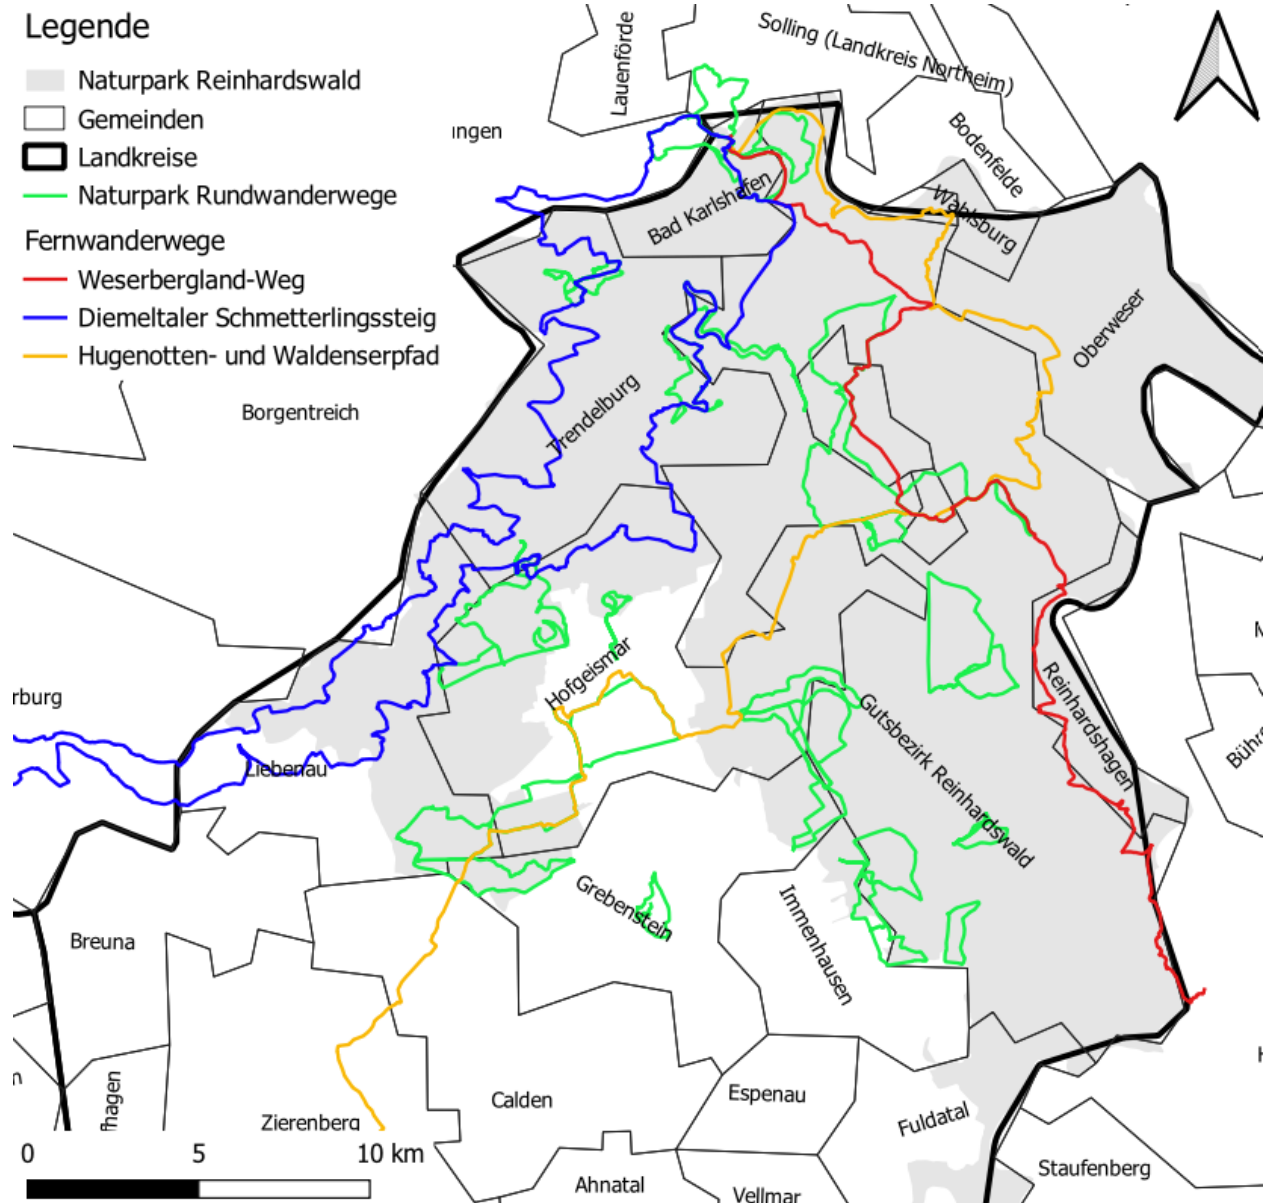 Legende
Naturpark Reinhardswald
Gemeinden
Landkreise
Naturpark Rundwanderwege
Fernwanderwege
Weserbergland-Weg
Diemeltaler Schmetterlingssteig
Hugenotten- und Waldenserpfad
Lauenförde
Solling (Landkreis Northeim)
ingen
Bodenfelde
Bad Karlshafen
Wahlsburg
Oberweser
Borgentreich
Trendelburg
Hofgeismar
rburg
Reinhardshagen
Gutsbezirk Reinhardswald
Liebenau
Grebenstein
Immenhausen
Breuna
Calden
Espenau
Zierenberg
fhagen
Fuldatal
Staufenberg
Ahnatal
Vellmar
0 5 10 km